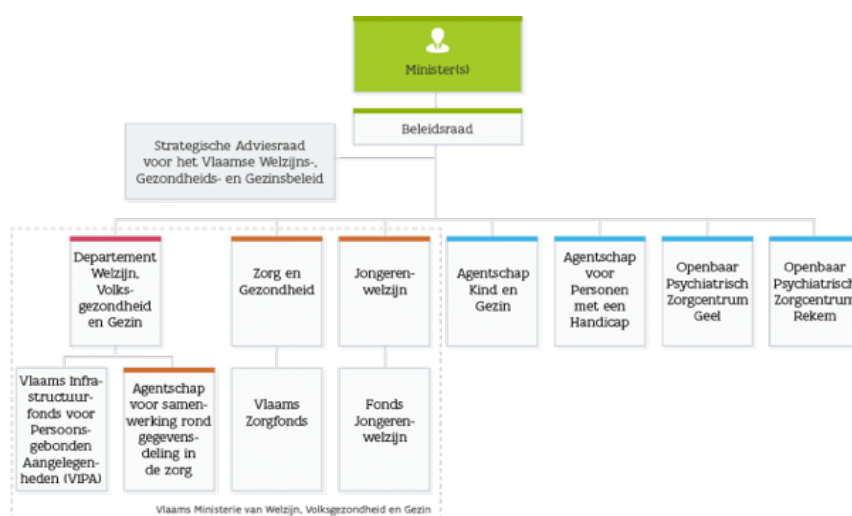 Minister(s)
Beleidsraad
Strategische Adviesraad
voor het Vlaamse Welzijns-,
Gezondheids- en Gezinsbeleid
Departement
Welzijn,
Volks-
gezondheid
en Gezin
Zorg en
Gezondheid
Jongeren-
welzijn
Agentschap
Kind en
Gezin
Agentschap
voor
Personen
met een
Handicap
Openbaar
Psychiatrisch
Zorgcentrum
Geel
Openbaar
Psychiatrisch
Zorgcentrum
Rekem
Vlaams Infra-
structuur-
fonds voor
Persoons-
gebonden
Aangelegen-
heden (VIPA)
Agentschap
voor samen-
werking rond
gegevens-
deling in
de zorg
Vlaams
Zorgfonds
Fonds
Jongeren-
welzijn
Vlaams Ministerie van Welzijn, Volksgezondheid en Gezin